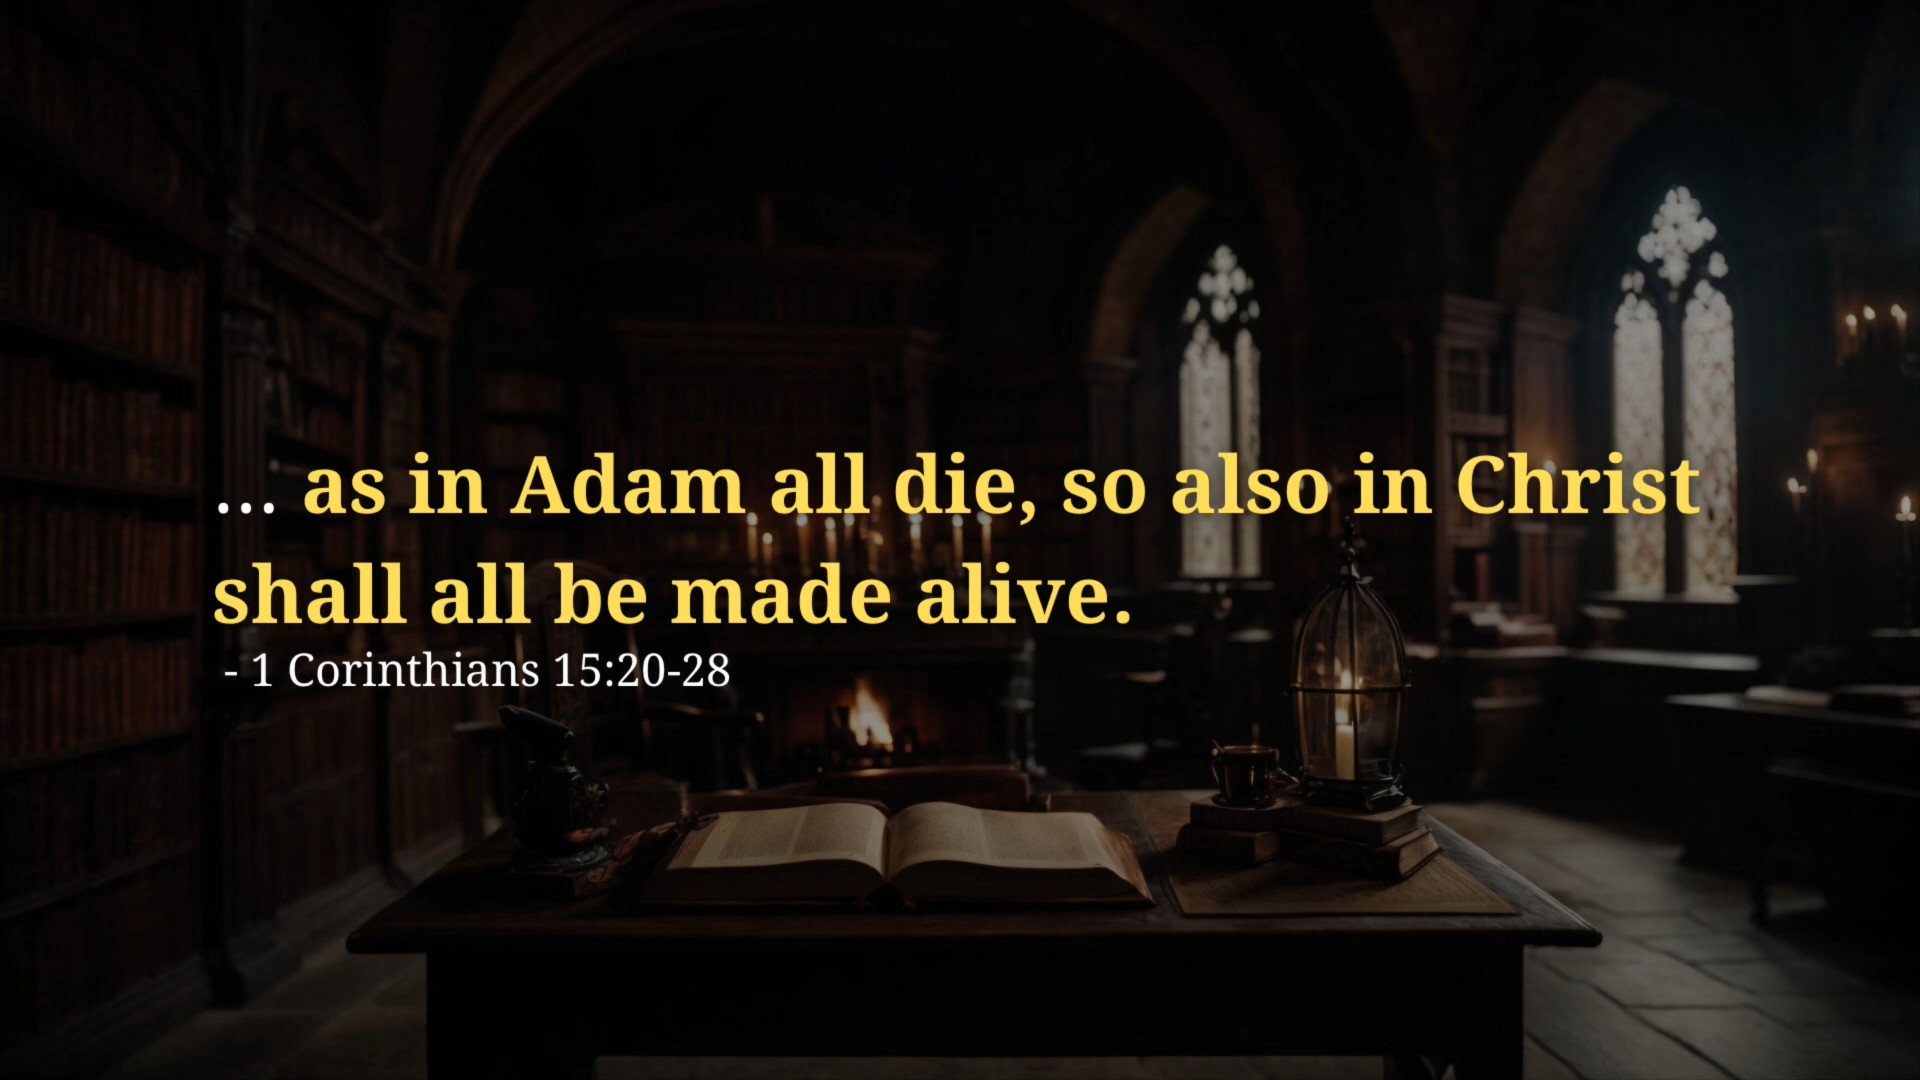 ... as in Adam all die, so also in Christ
shall all be made alive.
- 1 Corinthians 15:20-28